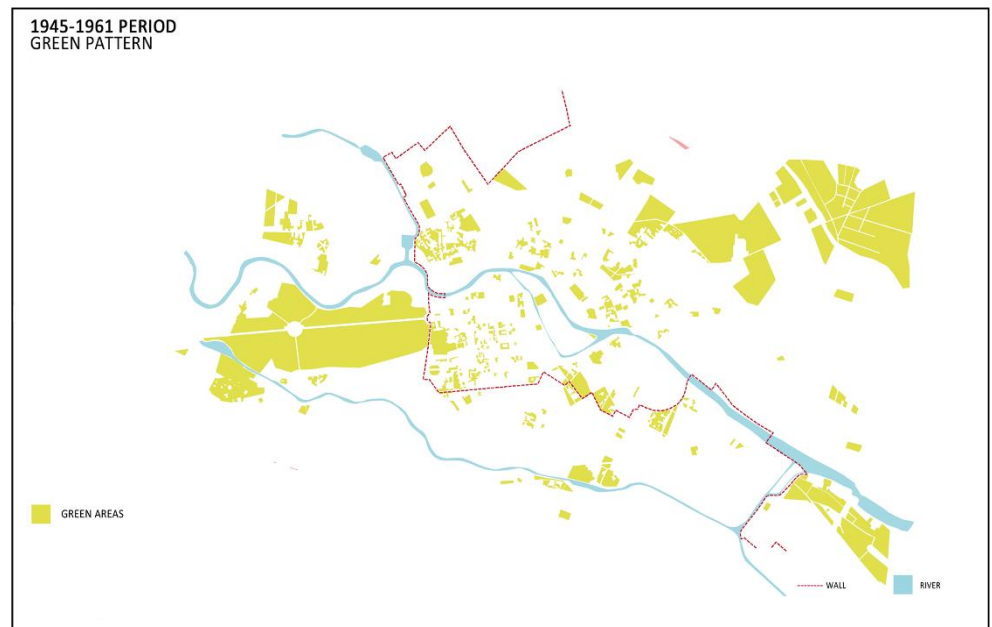 1945-1961 PERIOD
GREEN PATTERN
GREEN AREAS
WALL
RIVER